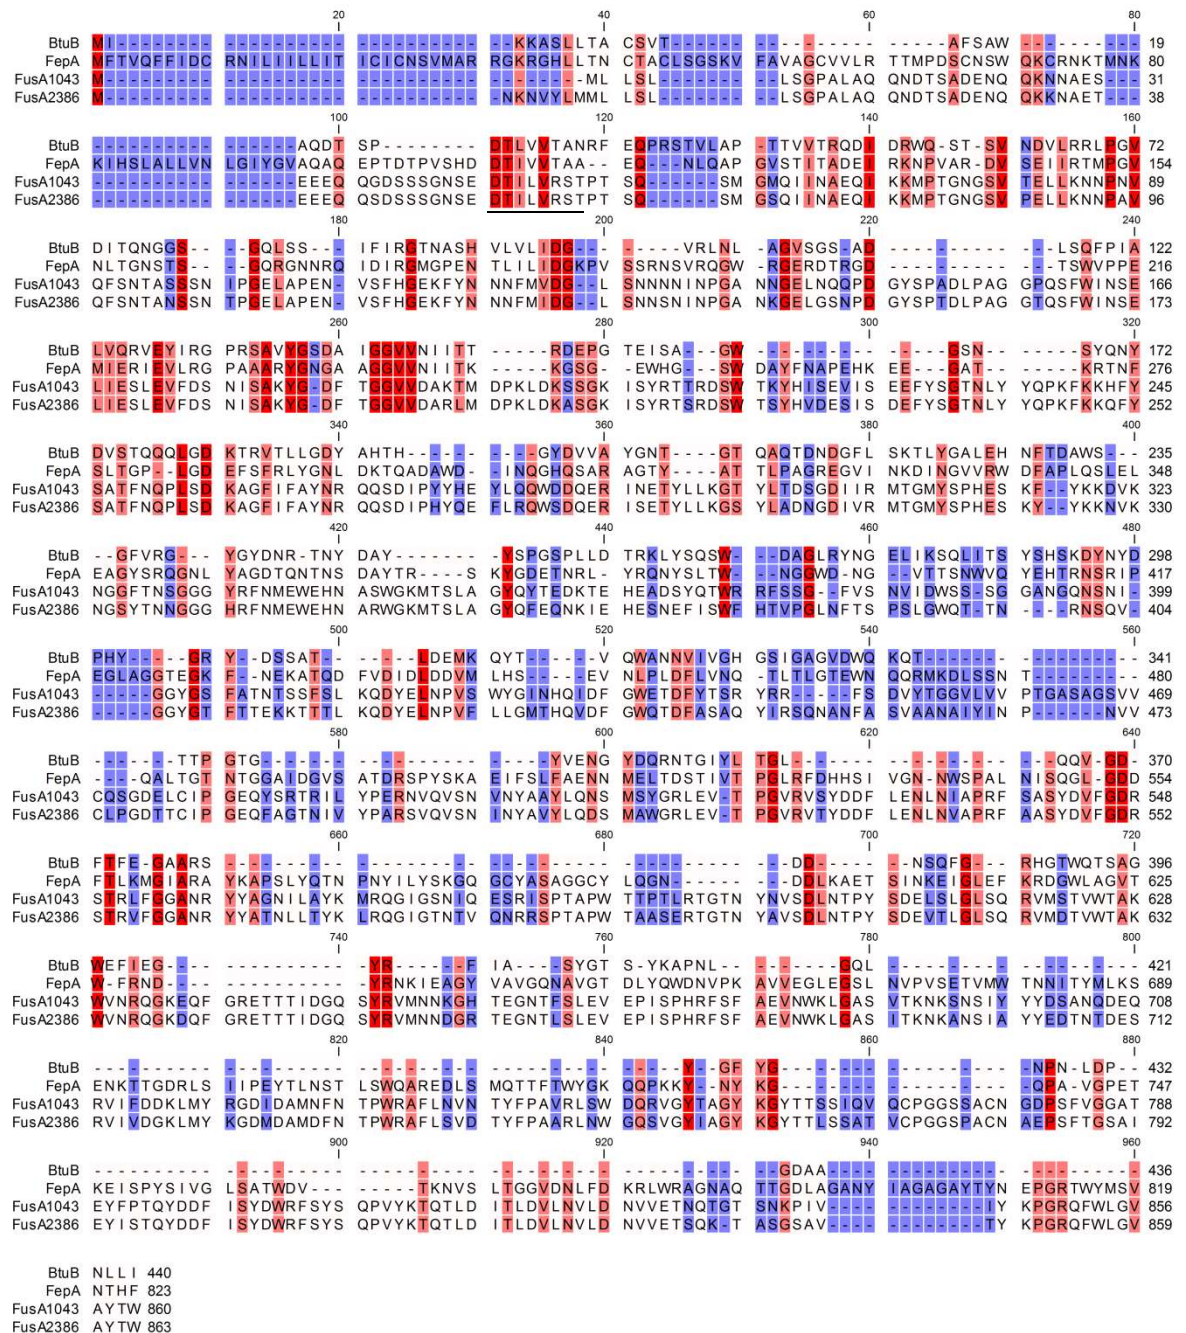 20 40 60 80
BtuB MI-------- ---------- ---------- --KKASLLTA CSVT------ ---------- ----AFSAW- ---------- 19
FepA MFTVQFFIDC RNILIILLIT ICICNSVMAR RGKRGHLLTN CTACLSGSKV FAVAGCVVLR TTMPDSCNSW QKCRNKTMNK 80
FusA1043 M--------- ---------- ---------- --------ML LSL------- --LSGPALAQ QNDTSADENQ QKKNAES--- 31
FusA2386 M--------- ---------- ---------- -NKNVYLMML LSL------- --LSGPALAQ QNDTSADENQ QKKNAET--- 38
100 120 140 160
BtuB ---------- -------AQDT SP-------- DTLVVTANRF EQPRSTVLAP -TTVVTRQDI DRWQ-ST-SV NDVLRRLPGV 72
FepA KIHSLALLVN LGIYGVAQAQ EPTDTPVSHD DTIVVTAA-- EQ---NLQAP GVSTITADEI RKNPVAR-DV SEIIRTMPGV 154
FusA1043 ---------- ------EEEQ QGDSSSGNSE DTILVRSTPT SQ------SM GMQIINAEQI KKMPTGNGSV TELLKNNPNV 89
FusA2386 ---------- ------EEEQ QSDSSSGNSE DTILVRSTPT SQ------SM GSQIINAEQI KKMPTGNGSV PELLKNNPAV 96
180 200 220 240
BtuB DITQNGGS-- --GQLSS--- IFIRGTNASH VLVLIDG--- -----VRLNL -AGVSGS-AD ---------- ---LSQFPIA 122
FepA NLTGNSTS-- --GQRGNNRQ IDIRGMGPEN TLILIDGKPV SSRNSVRQGW -RGERDTRGD ---------- ---TSWVPPE 216
FusA1043 QFSNTASSSN IPGELAPEN- VSFHGEKFYN NNFMVDG--L SNNNNINPGA NNGELNQQPD GYSPADLPAG GPQSFWINSE 166
FusA2386 QFSNTANSSN TPGELAPEN- VSFHGEKFYN NNFMIDG--L SNNNSNINPG ANKGELGSNPD GYSPTDLPAG GTQSFWINSE 173
260 280 300 320
BtuB LVQRVEYIRG PRSAVYGSDA IGGVVNIITT -----RDEPG TEISA---GW ---------- -----GSN-- -----SYQNY 172
FepA MIERIEVLRG PAAARYGNGA AGGVVNIITK -----KGSG- -EWHG---SW DAYFNAPEHK EE---GAT-- -----KRTNF 276
FusA1043 LIESLEVFDS NISAKYG-DF TGGVVDAKTM DPKLDKSSGK ISYRTTRDSW TKYHISEVIS EEFYSGTNLY YQPKFKKHFY 245
FusA2386 LIESLEVFDS NISAKYG-DF TGGVVDARLM DPKLDKASGK ISYRTSRDSW TSYHVDESIS DEFYSGTNLY YQPKFKKQFY 252
340 360 380 400
BtuB DVSTQQQLGD KTRVTLLGDY AHTH------ --GYDVVA YGNT----GT QAQTDNDGFL SKTLYGALEH NFTDAWS--- 235
FepA SLTGP--LGD EFSFRLYGNL DKTQADAWD- -INQGHQSAR AGTY----AT TLPAGREGVI NKDINGVVRW DFAPLQSLEL 348
FusA1043 SATFNQPLSD KAGFIFAYNR QQSDIPYYHE YLQQWDDQER INETYLLKGT YLTDSGDIIR MTGMYSPHES KF--YKKDVK 323
FusA2386 SATFNQPLSD KAGFIFAYNR QQSDIPHYQE FLRQWSDQER ISETYLLKGS YLADNGDIVR MTGMYSPHES KY--YKKNVK 330
420 440 460 480
BtuB --GFVRG--- YGYDNR-TNY DAY------- YSPGSPLLD TRKLYSQSW- ---DAGLRYNG ELIKSQLITS YSHSKDYNYD 298
FepA EAGYSRQGNL YAGDTQNTNS DAYTR----S KYGDETNRL- YRQNYSLTW- --NGGWD-NG --VTTSNWVQ YEHTRNSRIP 417
FusA1043 NGGFTNSGGG YRFNMEWEHN ASWGKMTSLA GYQYTEDKTE HEADSYQTWR RFSSG--FVS NVIDWSS-SG GANGQNSNI- 399
FusA2386 NGSYTNNGGG HRFNMEWEHN ARWGKMTSLA GYQFEQNKIE HESNEFISWF HTVPGLNFTS PSLGWQT-TN ----RNSQV- 404
500 520 540 560
BtuB PHY-----GR Y--DSSAT-- ------LDEMK QYT------V QWANNVIVGH GSIGAGVDWQ KQT------- ---------- 341
FepA EGLAGGTEGK F--NEKATQD FVDIDLDDVM LHS----EV NLPLDFLVNQ -TLTLGTEWN QQRMKDLSSN T--------- 480
FusA1043 -----GGYGS FATNTSSFSL KQDYELNPVS WYGINHQIDF GWETDFYTSR YRR----FSD VYTGGVLVV PTGASAGSVV 469
FusA2386 -----GGYGT FTTEKKTTTL KQDYELNPVF LLGMTHQVDF GWQTDFASAQ YIRSQNANFA SVAANAIYIN P------NVV 473
580 600 620 640
BtuB -------TTP GTG------- ---------- ------YVENG YDQRNTGIYL TGL------- ---------- ----QQV-GD- 370
FepA ----QALTGT NTGGAIDGVS ATDRSPYSKA EIFSLFAENN MELTDSTIVT PGLRFDHHSI VGN-NWSPAL NISQGL-GDD 554
FusA1043 CQSGDELCIP GEQYSRTRIL YPERNVQVSN VNYAAYLQNS MSYGRLEV-T PGVRVSYDDF LENLNIAPRF SASYDVFGDR 548
FusA2386 CLPGDTTCIP GEQFAGTNIV YPARSVQVSN INYAVYLQDS MAWGRLEV-T PGVRVTYDDF LENLNVAPRF AASYDVFGDR 552
660 680 700 720
BtuB FTFE-GAARS ---------- ---------- ---------- ---------- ---DD------ --NSQFG--- RHGTWQTSAG 396
FepA FTLKMGIARA YKAPSLYQTN PNYILYSKGQ GCYASAGGCY LQGN------ ---DDLKAET SINKEIGLEF KRDGWLAGVT 625
FusA1043 STRLFGGANR YYAGNILAYK MRQGIGSNIQ QESRISPTAPW TTPTLRTGTN YNVSDLNTPY SDELSLGLSQ RVMSTVWTAK 628
FusA2386 STRVFGGANR YYATNLLTYK LRQGIGTNTV QNRRSPTAPW TAASERTGTN YAVSDLNTPY SDEVTLGLSQ RVMDTVWTAK 632
740 760 780 800
BtuB WEFIEG---- ---------- -YR------F IA---SYGT S-YKAPNL-- ------GQL- ---------- ---------- 421
FepA W-FRND---- ---------- -YRNKIEAGY VAVGQNAVGT DLYQWDNVPK AVVEGLEGSL NVPVSETVMW TNNITYMLKS 689
FusA1043 WVNRQGKEQF GRETTTIDGQ SYRVMNNKGH TEGNTFSLEV EPISPHRFSF AEVNWKLGAS VTKNKSNSIY YYDSANQDEQ 708
FusA2386 WVNRQGKDQF GRETTTIDGQ SYRVMNNDGR TEGNTLSLEV EPISPHRFSF AEVNWKLGAS ITKNKANSIA YYEDTNTDES 712
820 840 860 880
BtuB ---------- ---------- ---------- ---------- ------Y--GF YG-------- ---------- --NPN-LDP-- 432
FepA ENKTTGDRLS IIPEYTLNST LSWQAREDLS MQTTFTWYGK QQPKKY--NY KG-------- ---------- --QPA-VGPET 747
FusA1043 RVIFDDKLMY RGDIDAMNFN TPWRAFLNVN TYFPAVRLSW DQRVGYTAGY KGYTTSSIQV QCPGGSSACN GDPSFVGGAT 788
FusA2386 RVIVDGKLMY KGDMDAMDFN TPWRAFLSVD TYFPAARLNW GQSVGYIAGY KGYTTLSSAT VCPGGSPACN AEPSFTGSAI 792
900 920 940 960
BtuB ---------- ---------- ---------- ---------- ---------- ---GDAA--- ---------- ---------- 436
FepA KEISPYSIVG LSATWDV--- -----TKNVS LTGGVDNLFD KRLWRAGNAQ TTGDLAGANY IAGAGAYTYN EPGRTWYMSV 819
FusA1043 EYFPTQYDDF ISYDWRFSYS QPVYKTQTLD ITLDVLNVLD NVVETNQTGT SNKPIV---- ---------IY KPGRQFWLGV 856
FusA2386 EYISTQYDDF ISYDWRFSYS QPVYKTQTLD ITLDVLNVLD NVVETSQK-T ASGSAV---- ---------TY KPGRQFWLGV 859
BtuB NLLI 440
FepA NTHF 823
FusA1043 AYTW 860
FusA2386 AYTW 863